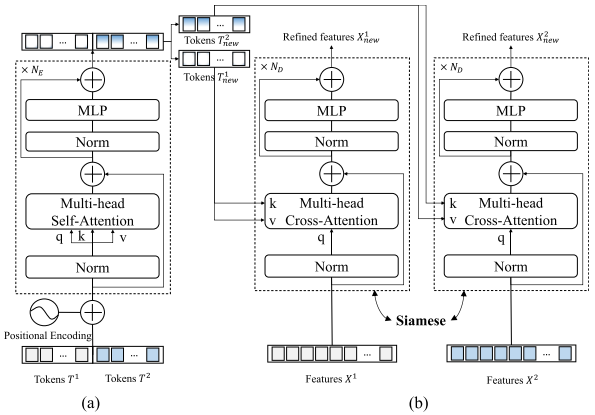 Tokens T²new
Tokens T¹new
Refined features X¹new
Refined features X²new
× N_E
× N_D
× N_D
MLP
MLP
MLP
Norm
Norm
Norm
Multi-head
Self-Attention
q k v
k
v
Multi-head
Cross-Attention
q
k
v
Multi-head
Cross-Attention
q
Norm
Norm
Norm
Positional Encoding
Siamese
... ...
Tokens T¹ Tokens T²
Features X¹
Features X²
(a)
(b)